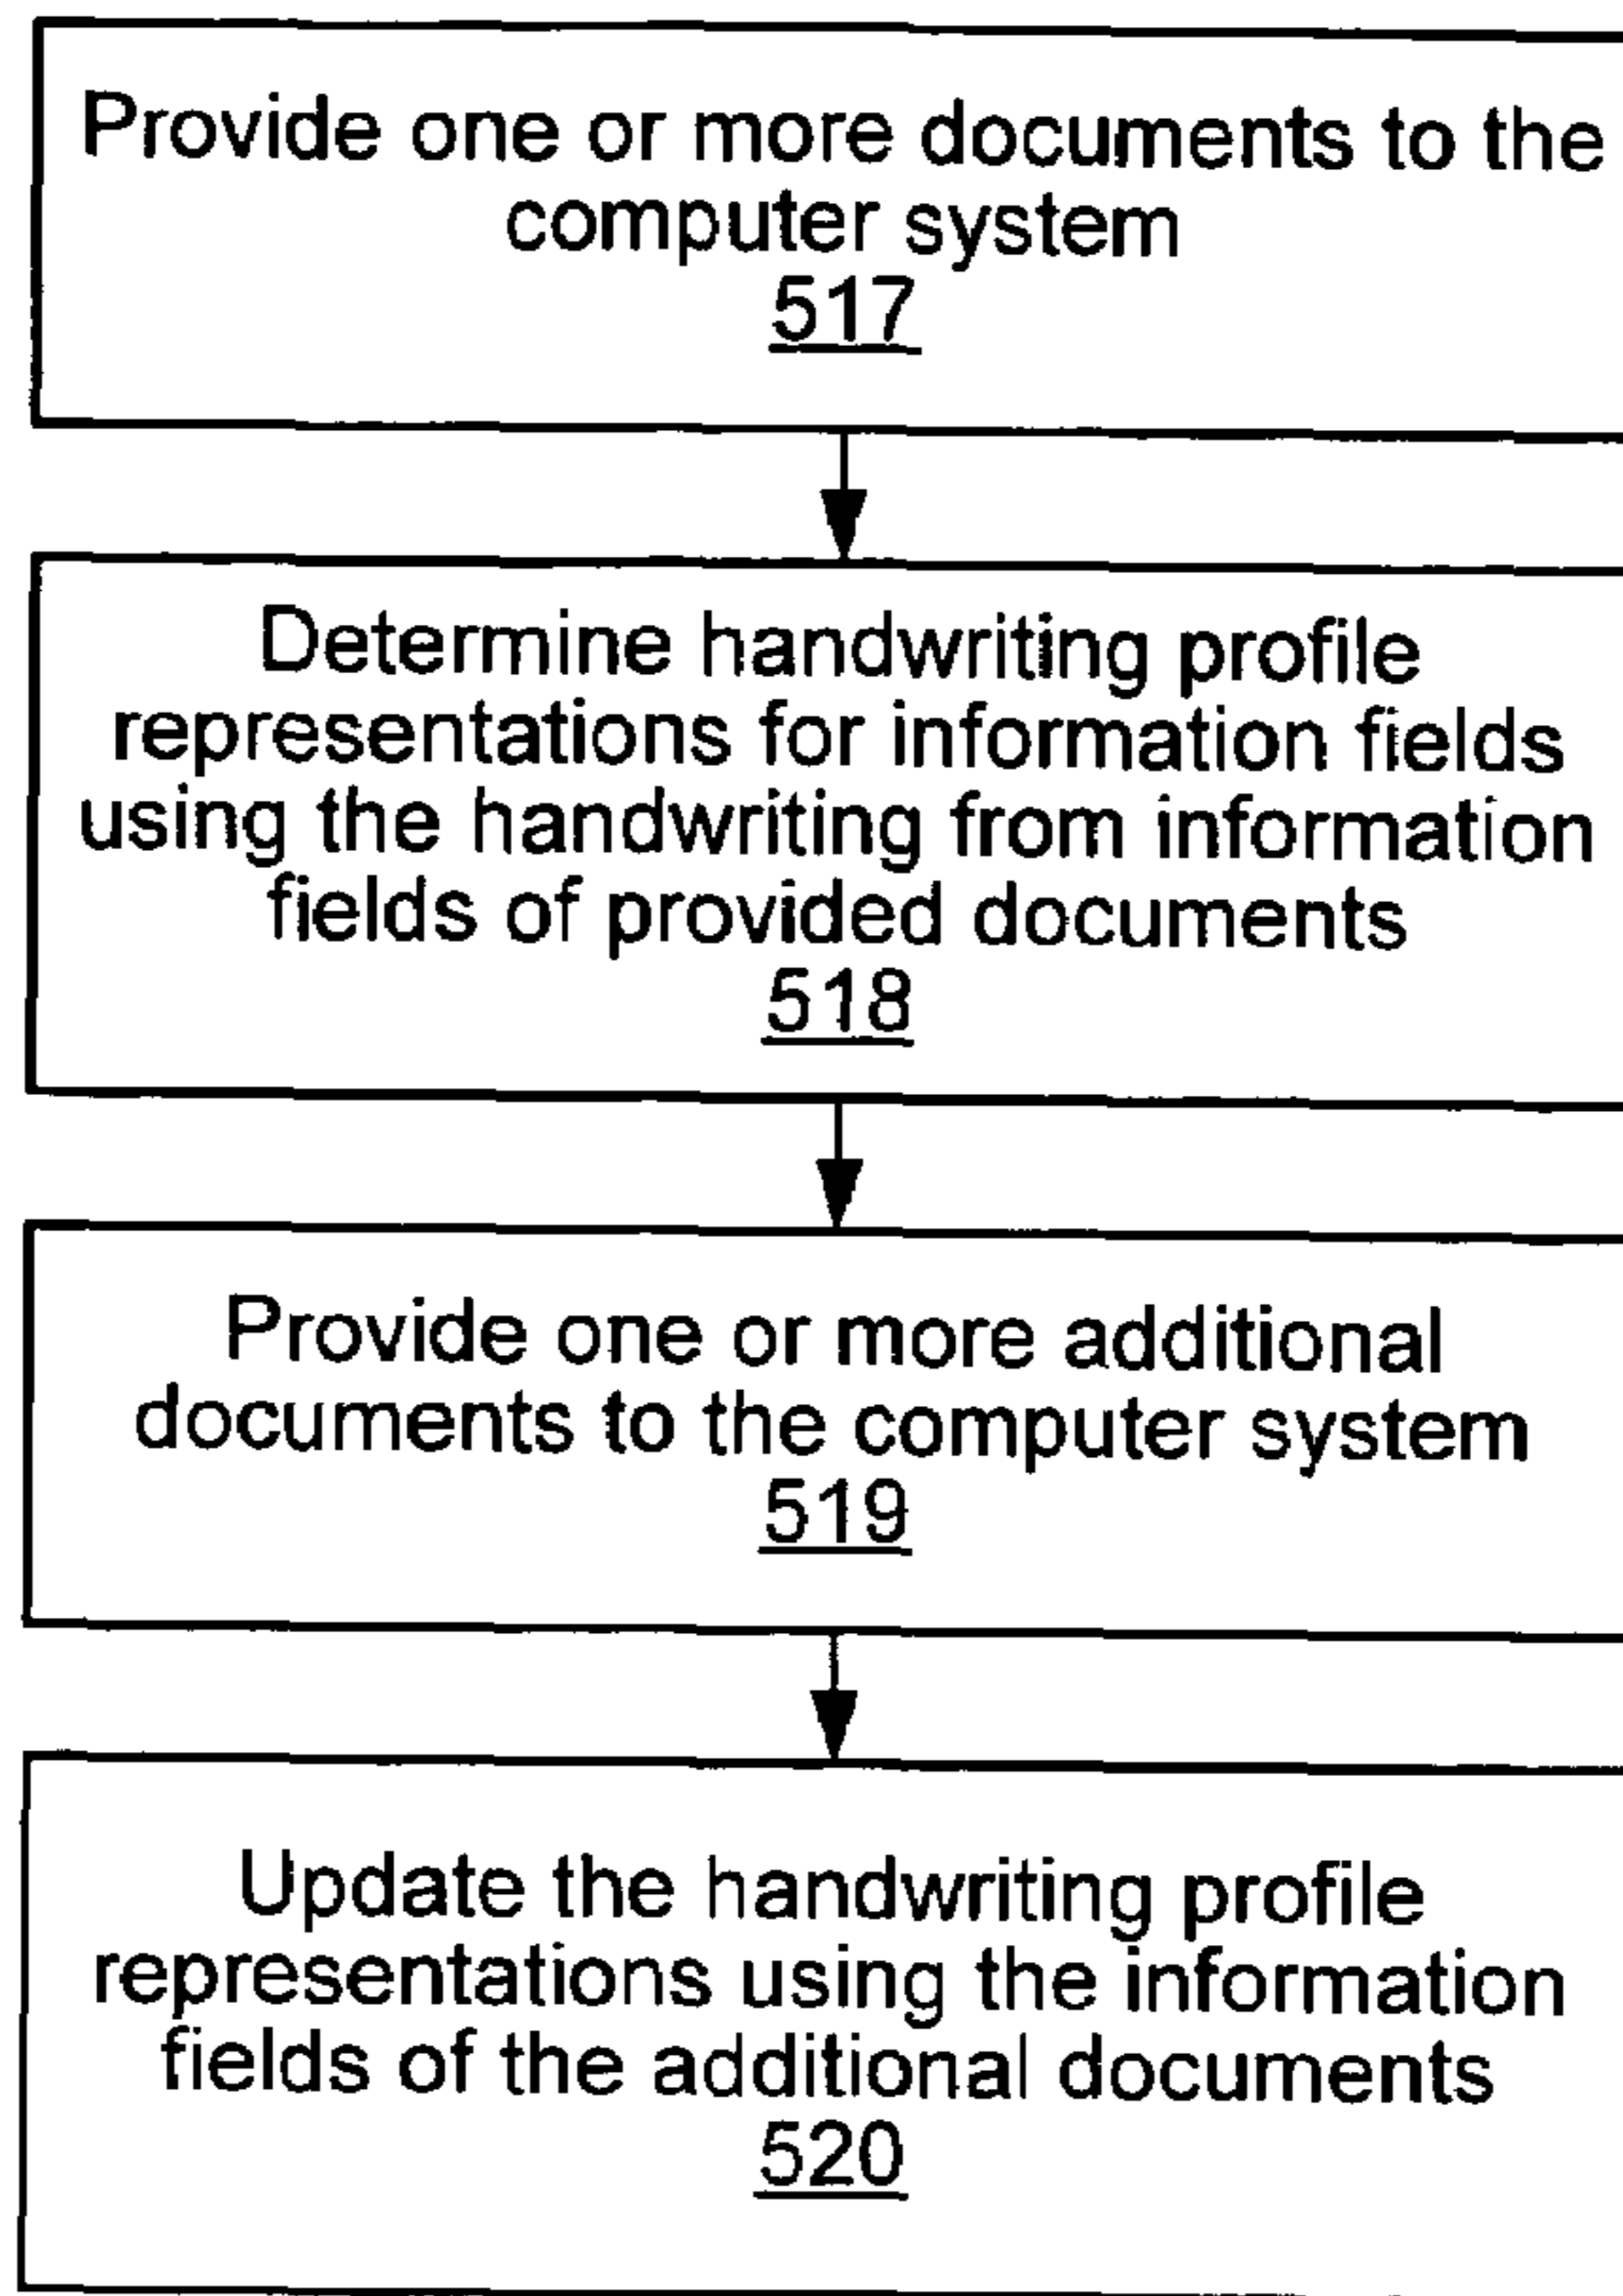 Provide one or more documents to the
computer system
517
Determine handwriting profile
representations for information fields
using the handwriting from information
fields of provided documents
518
Provide one or more additional
documents to the computer system
519
Update the handwriting profile
representations using the information
fields of the additional documents
520